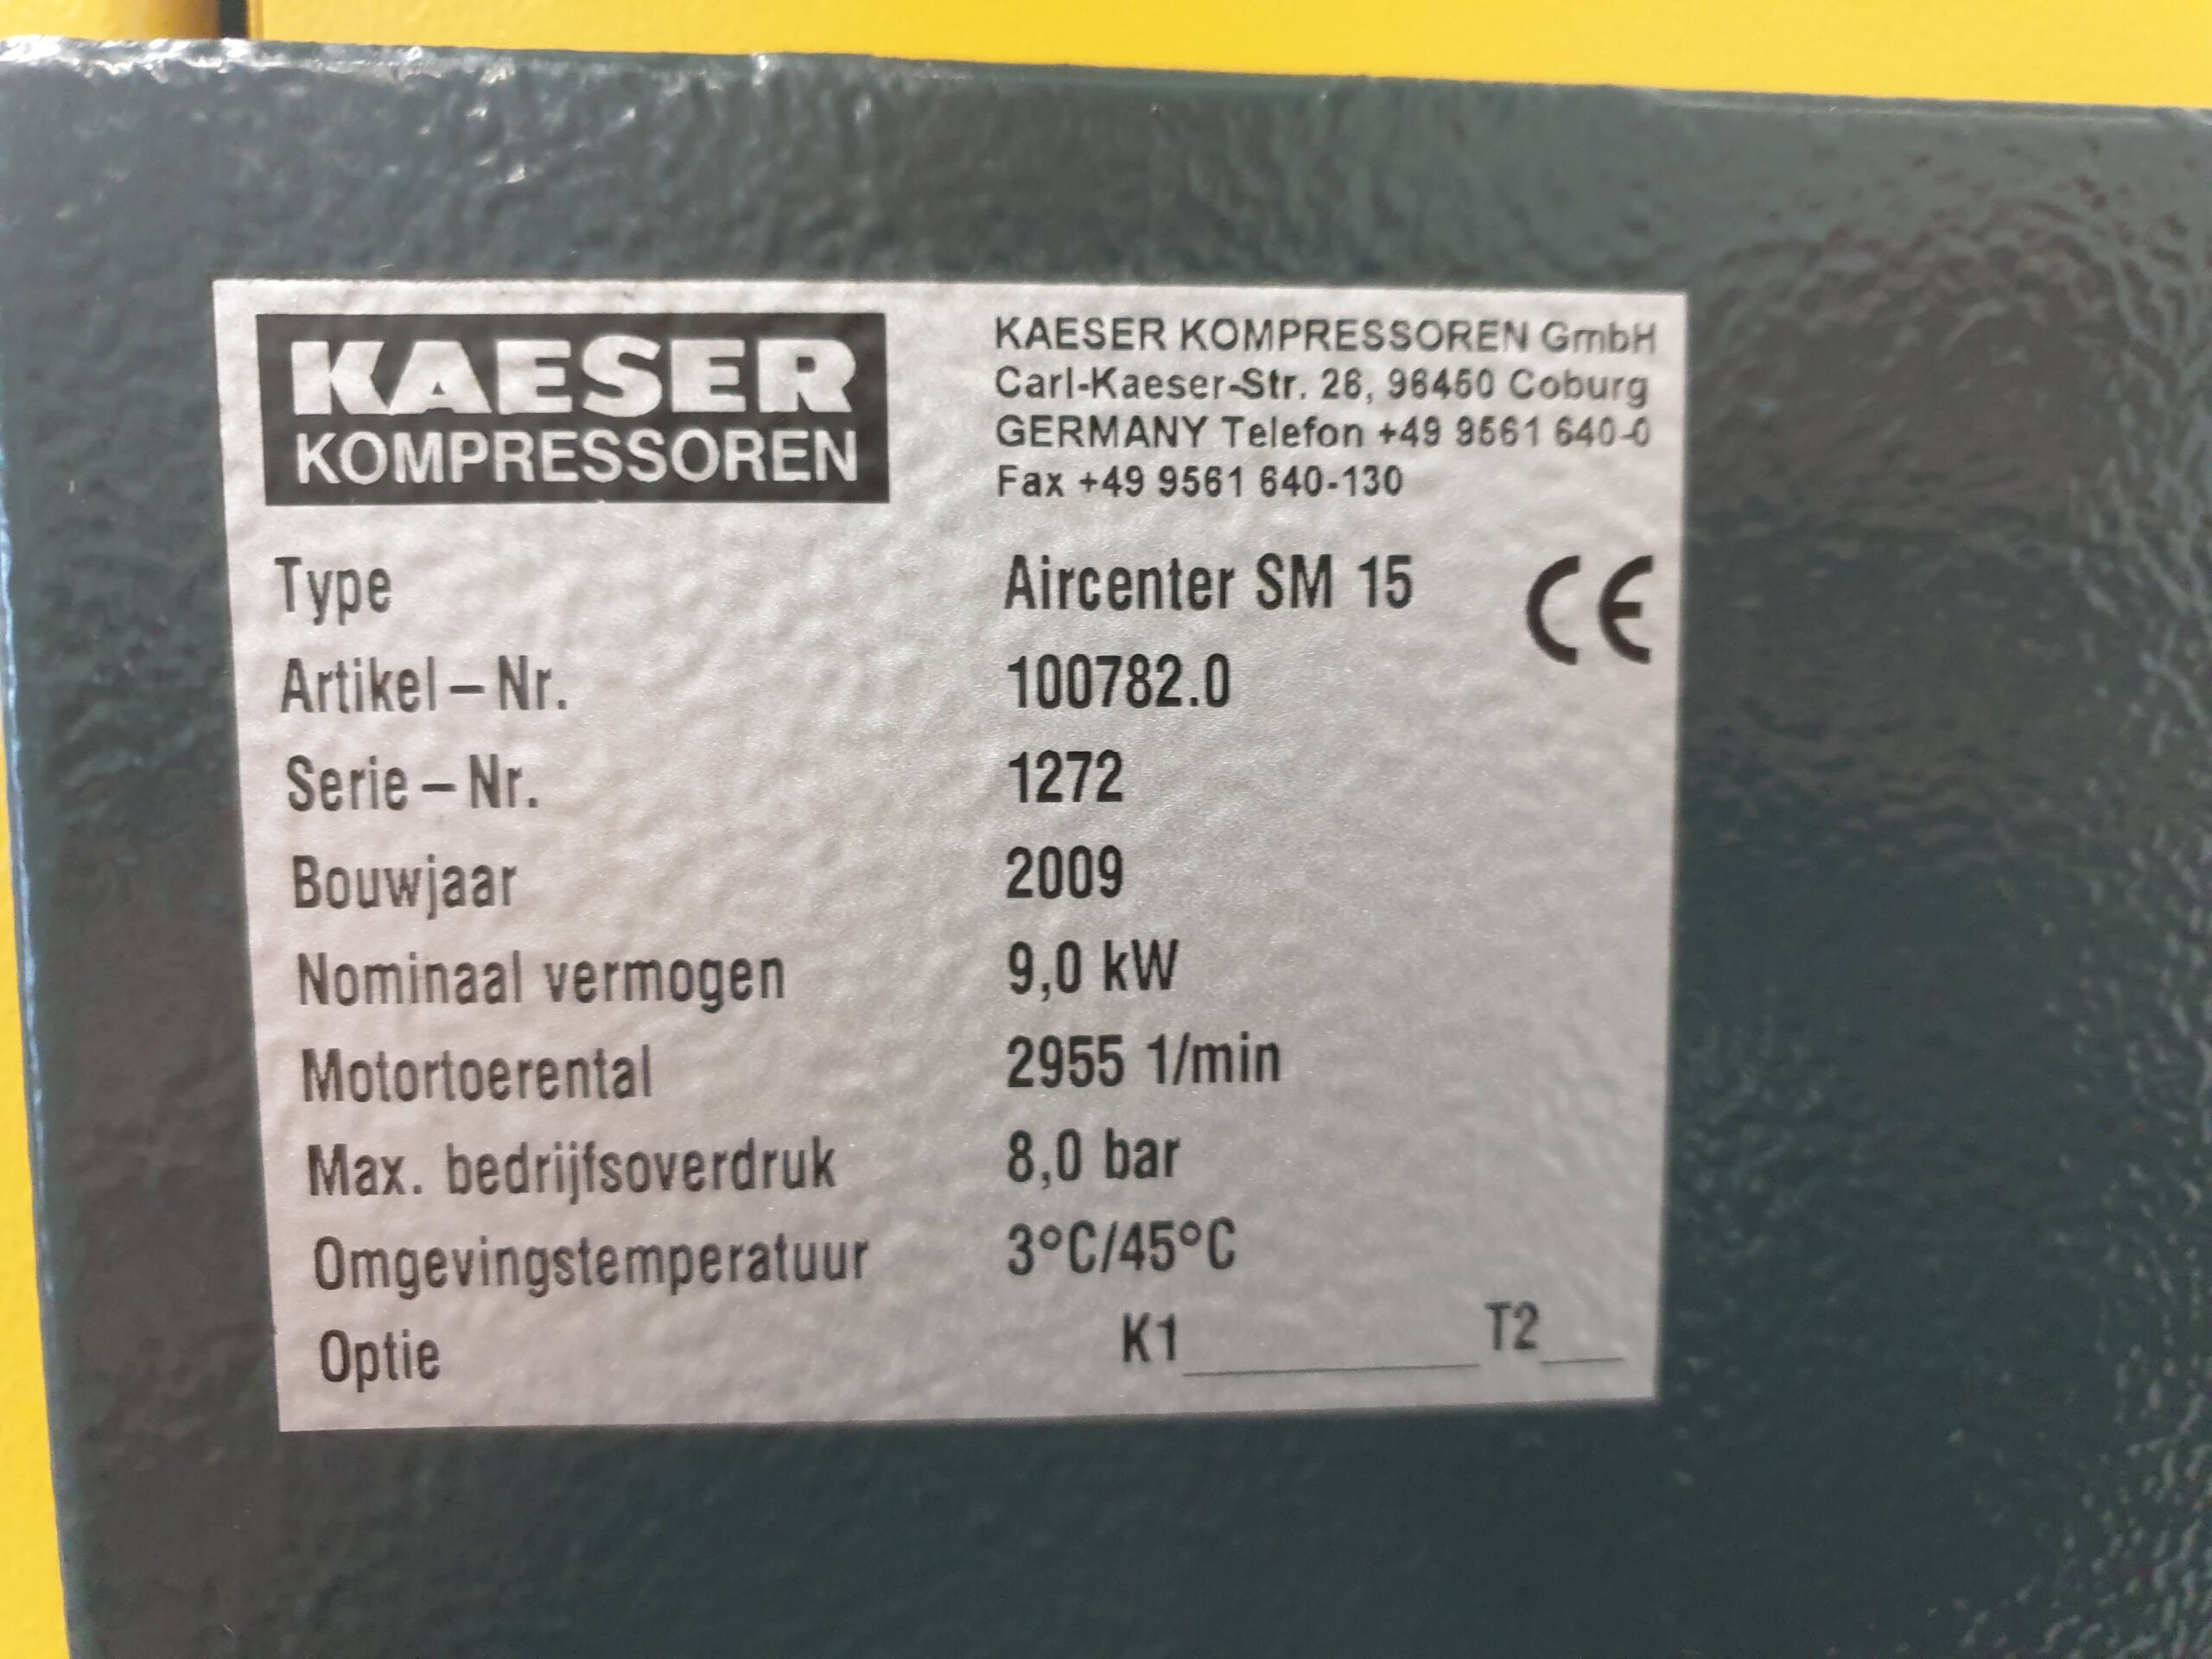 KAESER
KOMPRESSOREN
KAESER KOMPRESSOREN GmbH
Carl-Kaeser-Str. 26, 96450 Coburg
GERMANY Telefon +49 9561 640-0
Fax +49 9561 640-130
Type Aircenter SM 15 CE
Artikel – Nr. 100782.0
Serie – Nr. 1272
Bouwjaar 2009
Nominaal vermogen 9,0 kW
Motortoerental 2955 1/min
Max. bedrijfsoverdruk 8,0 bar
Omgevingstemperatuur 3°C/45°C
Optie K1__________T2___